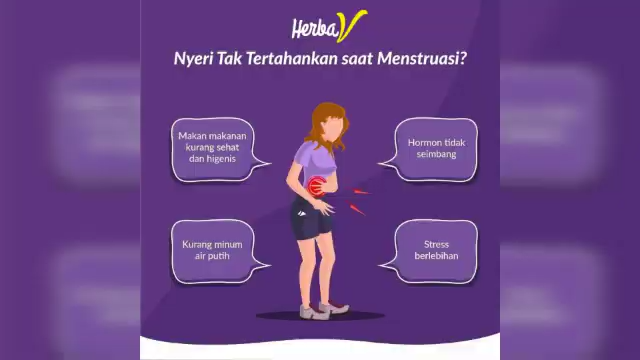 Herba V
Nyeri Tak Tertahankan saat Menstruasi?
Makan makanan
kurang sehat
dan higenis
Hormon tidak
seimbang
Kurang minum
air putih
Stress
berlebihan